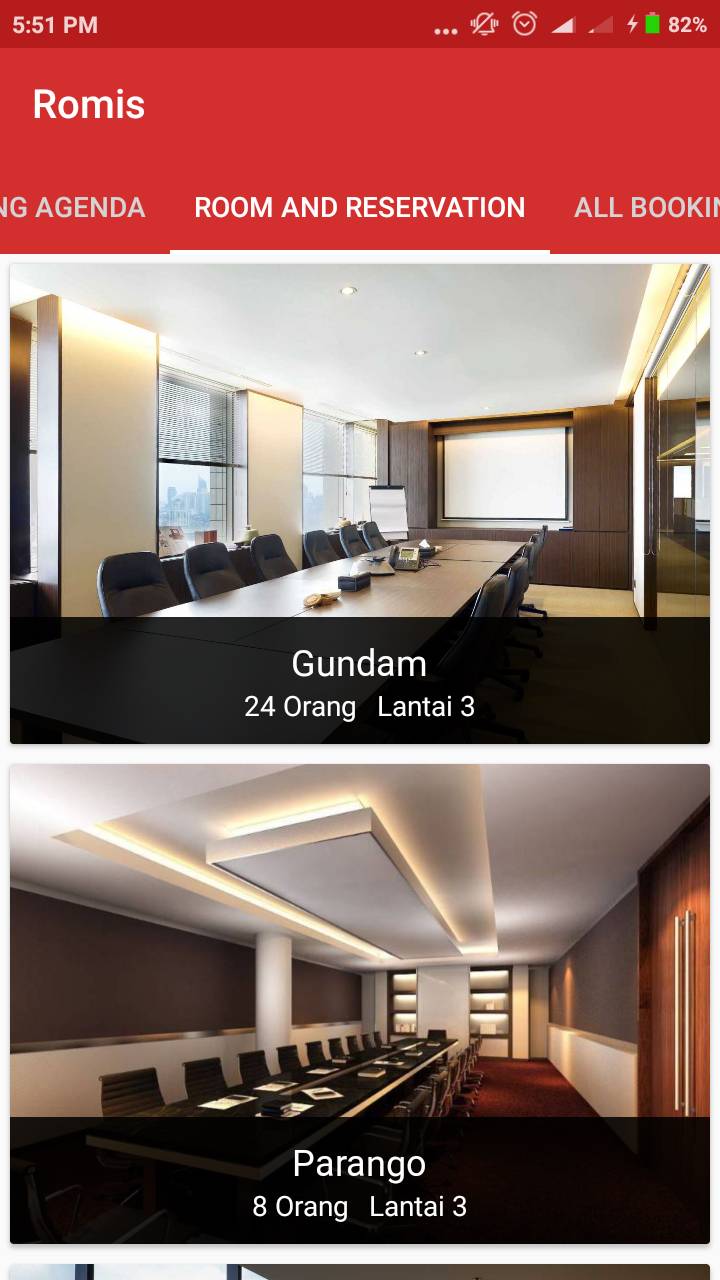 5:51 PM
82%
Romis
NG AGENDA
ROOM AND RESERVATION
ALL BOOKIN
Gundam
24 Orang Lantai 3
Parango
8 Orang Lantai 3